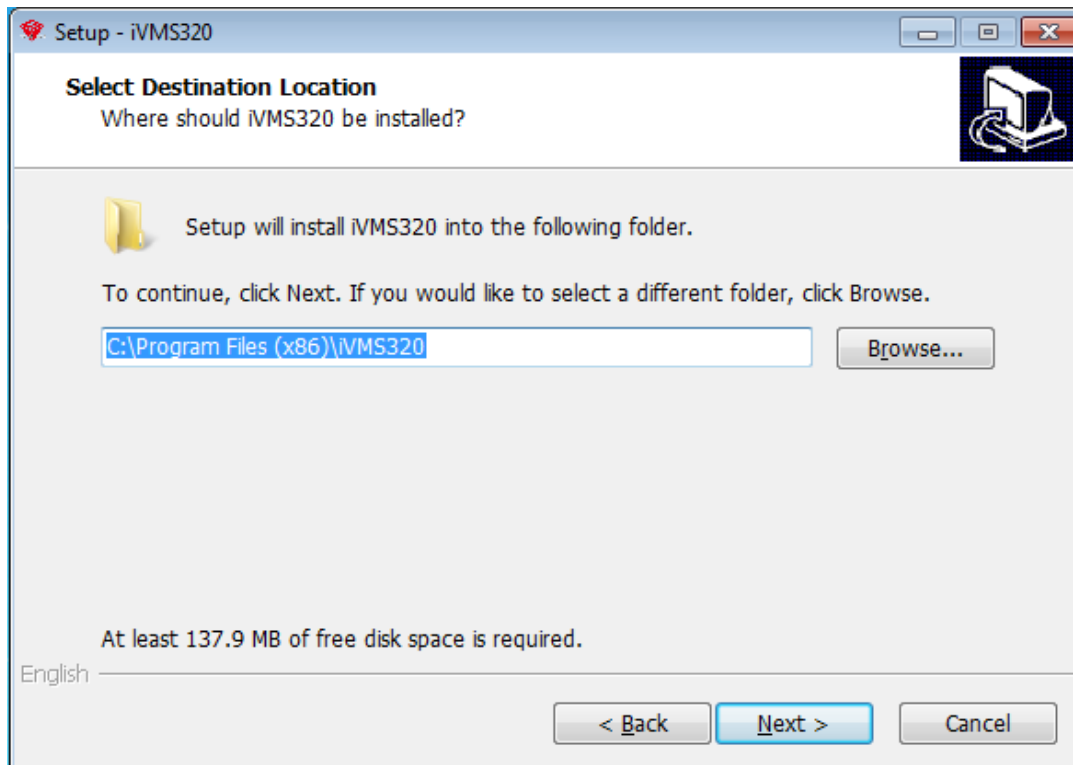 Setup - iVMS320
Select Destination Location
Where should iVMS320 be installed?
Setup will install iVMS320 into the following folder.
To continue, click Next. If you would like to select a different folder, click Browse.
C:\Program Files (x86)\iVMS320
Browse...
At least 137.9 MB of free disk space is required.
English
< Back
Next >
Cancel